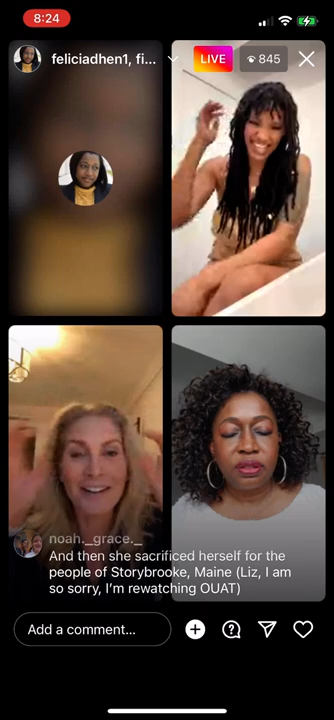 8:24
feliciadhen1, fi...
LIVE
845
noah._grace._
And then she sacrificed herself for the
people of Storybrooke, Maine (Liz, I am
so sorry, I'm rewatching OUAT)
Add a comment...